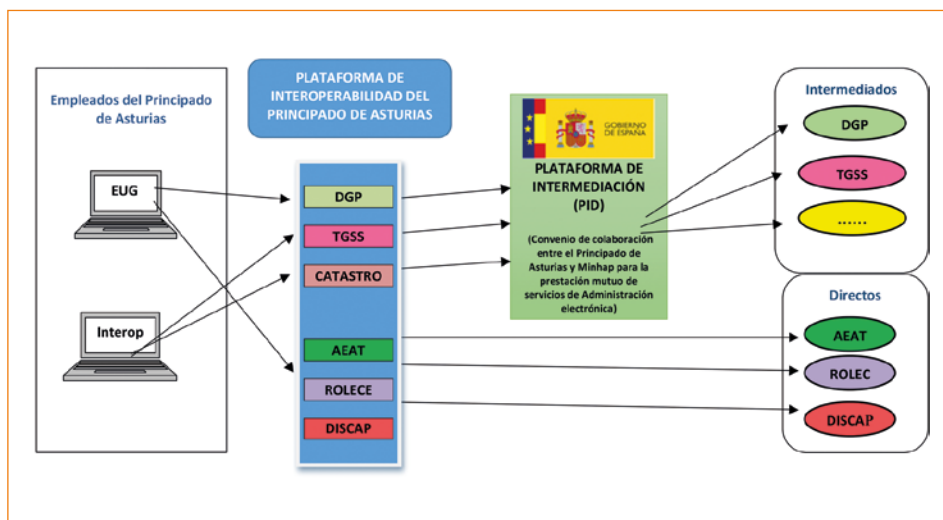 Empleados del Principado
de Asturias
EUG
Interop
PLATAFORMA DE
INTEROPERABILIDAD DEL
PRINCIPADO DE ASTURIAS
DGP
TGSS
CATASTRO
AEAT
ROLECE
DISCAP
GOBIERNO
DE ESPAÑA
PLATAFORMA DE
INTERMEDIACIÓN
(PID)
(Convenio de colaboración
entre el Principado de
Asturias y Minhap para la
prestación mutuo de
servicios de Administración
electrónica)
Intermediados
DGP
TGSS
......
Directos
AEAT
ROLEC
DISCAP